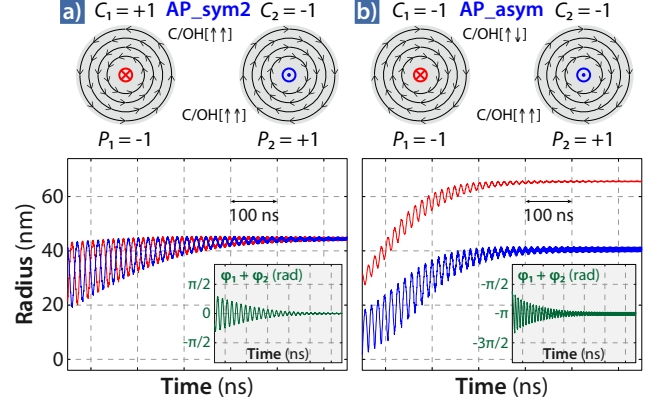 a) C₁ = +1 AP_sym2 C₂ = -1
C/OH[↑↑]
C/OH[↑↑]
P₁ = -1 P₂ = +1
b) C₁ = -1 AP_asym C₂ = -1
C/OH[↑↓]
C/OH[↑↑]
P₁ = -1 P₂ = +1
Radius (nm)
60
40
20
0
100 ns
φ₁ + φ₂ (rad)
π/2
0
-π/2
Time (ns)
Time (ns)
100 ns
φ₁ + φ₂ (rad)
-π/2
-π
-3π/2
Time (ns)
Time (ns)